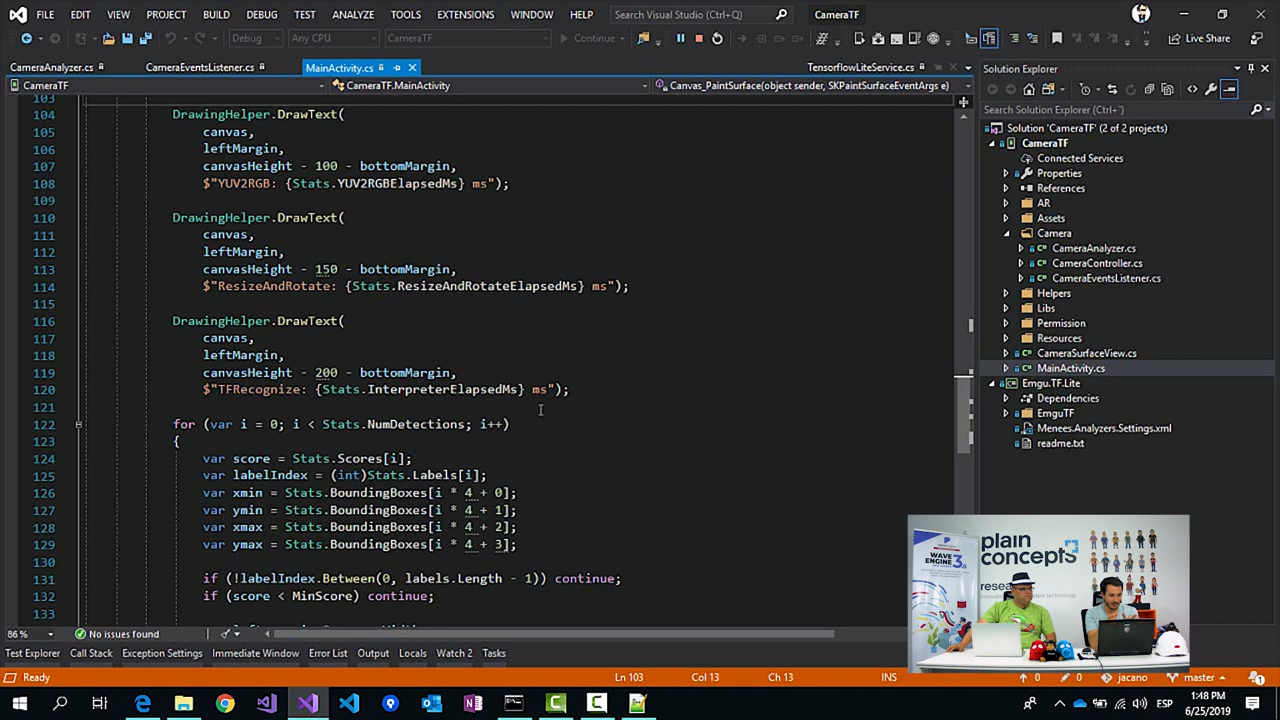 FILE EDIT VIEW PROJECT BUILD DEBUG TEST ANALYZE TOOLS EXTENSIONS WINDOW HELP Search Visual Studio (Ctrl+Q) CameraTF
Debug Any CPU CameraTF Continue Live Share
CameraAnalyzer.cs CameraEventsListener.cs MainActivity.cs TensorflowLiteService.cs
CameraTF CameraTF.MainActivity Canvas_PaintSurface(object sender, SKPaintSurfaceEventArgs e)
103
104 DrawingHelper.DrawText(
105 canvas,
106 leftMargin,
107 canvasHeight - 100 - bottomMargin,
108 $"YUV2RGB: {Stats.YUV2RGBElapsedMs} ms");
109
110 DrawingHelper.DrawText(
111 canvas,
112 leftMargin,
113 canvasHeight - 150 - bottomMargin,
114 $"ResizeAndRotate: {Stats.ResizeAndRotateElapsedMs} ms");
115
116 DrawingHelper.DrawText(
117 canvas,
118 leftMargin,
119 canvasHeight - 200 - bottomMargin,
120 $"TFRecognize: {Stats.InterpreterElapsedMs} ms");
121
122 for (var i = 0; i < Stats.NumDetections; i++)
123 {
124 var score = Stats.Scores[i];
125 var labelIndex = (int)Stats.Labels[i];
126 var xmin = Stats.BoundingBoxes[i * 4 + 0];
127 var ymin = Stats.BoundingBoxes[i * 4 + 1];
128 var xmax = Stats.BoundingBoxes[i * 4 + 2];
129 var ymax = Stats.BoundingBoxes[i * 4 + 3];
130
131 if (!labelIndex.Between(0, labels.Length - 1)) continue;
132 if (score < MinScore) continue;
133
86 % No issues found
Solution Explorer
Search Solution Explorer (Ctrl+')
Solution 'CameraTF' (2 of 2 projects)
CameraTF
Connected Services
Properties
References
AR
Assets
Camera
CameraAnalyzer.cs
CameraController.cs
CameraEventsListener.cs
Helpers
Libs
Permission
Resources
CameraSurfaceView.cs
MainActivity.cs
Emgu.TF.Lite
Dependencies
EmguTF
Menees.Analyzers.Settings.xml
readme.txt
WAVE
ENGINE 3.0
plain
concepts
Test Explorer Call Stack Exception Settings Immediate Window Error List Output Locals Watch 2 Tasks
Ready Ln 103 Col 13 Ch 13 INS 0 0 jacano master
ESP 1:48 PM
6/25/2019